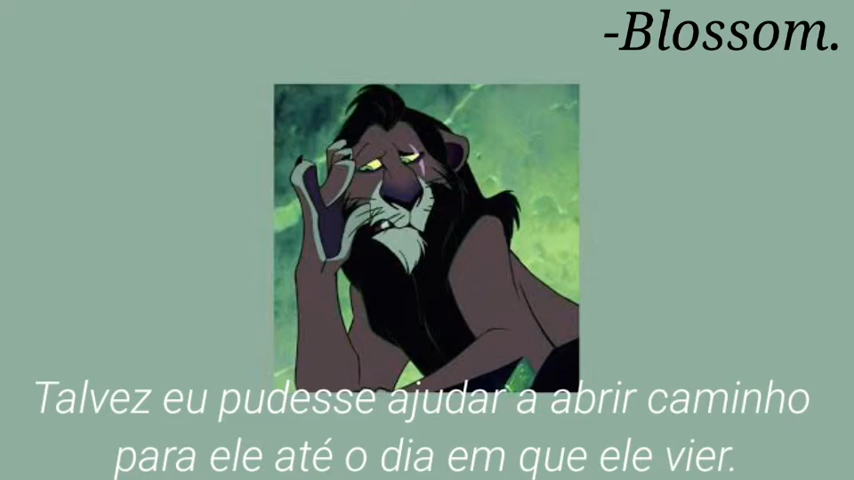 -Blossom.
Talvez eu pudesse ajudar a abrir caminho
para ele até o dia em que ele vier.